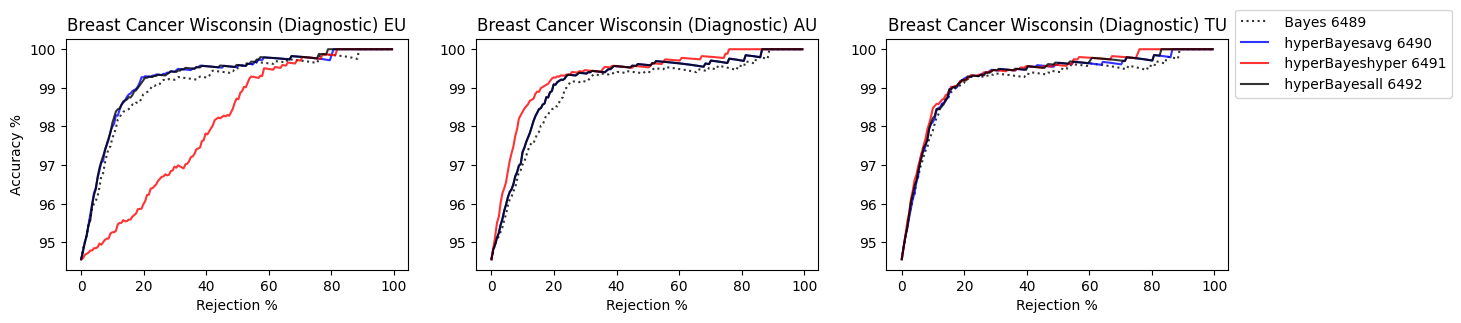 Breast Cancer Wisconsin (Diagnostic) EU
Breast Cancer Wisconsin (Diagnostic) AU
Breast Cancer Wisconsin (Diagnostic) TU
Accuracy %
100
99
98
97
96
95
0 20 40 60 80 100
Rejection %
100
99
98
97
96
95
0 20 40 60 80 100
Rejection %
100
99
98
97
96
95
0 20 40 60 80 100
Rejection %
Bayes 6489
hyperBayesavg 6490
hyperBayeshyper 6491
hyperBayesall 6492